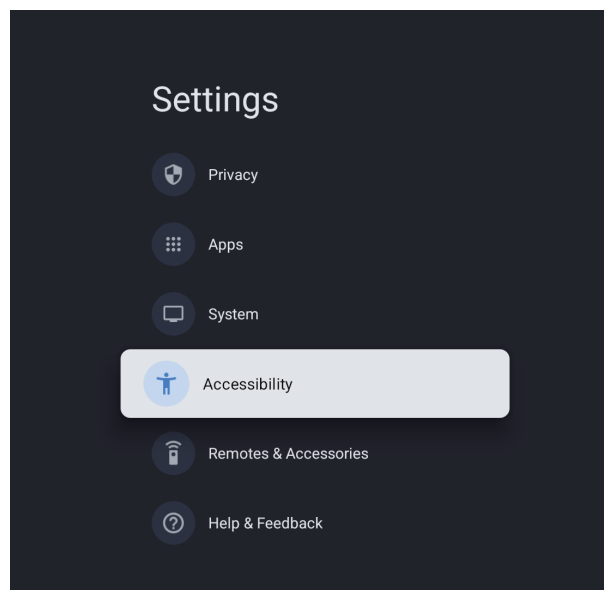 Settings
Privacy
Apps
System
Accessibility
Remotes & Accessories
Help & Feedback